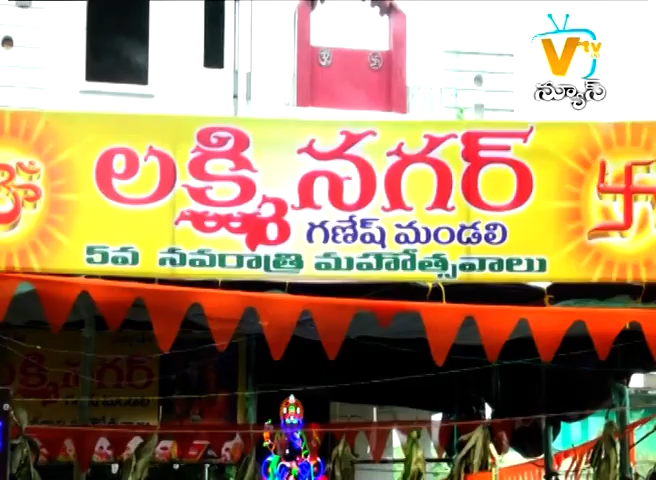 V tv
న్యూస్
లక్ష్మినగర్
గణేష్ మండలి
5వ నవరాత్రి మహోత్సవాలు